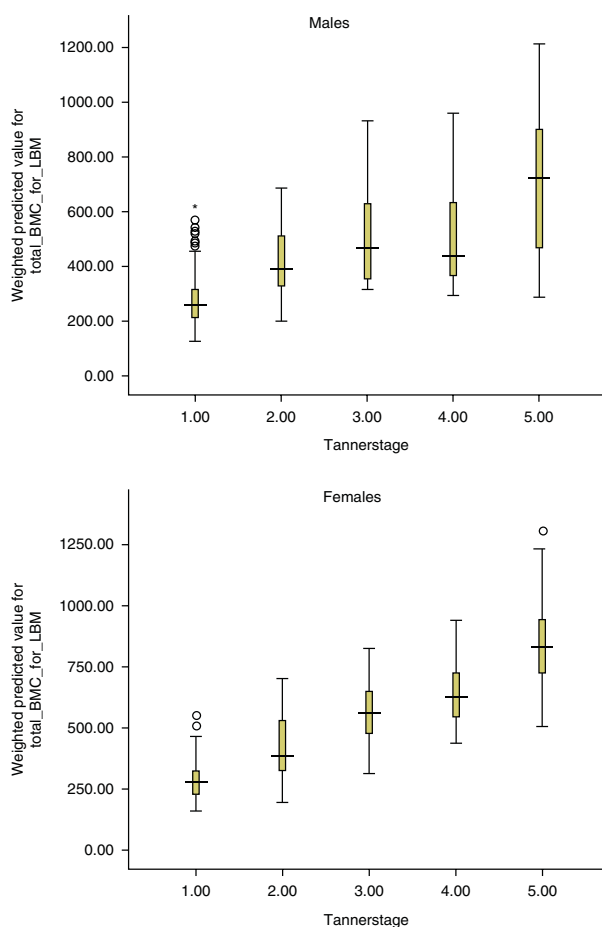 Males
Weighted predicted value for
total_BMC_for_LBM
1200.00
1000.00
800.00
600.00
400.00
200.00
0.00
*
1.00 2.00 3.00 4.00 5.00
Tannerstage
Females
Weighted predicted value for
total_BMC_for_LBM
1250.00
1000.00
750.00
500.00
250.00
0.00
1.00 2.00 3.00 4.00 5.00
Tannerstage